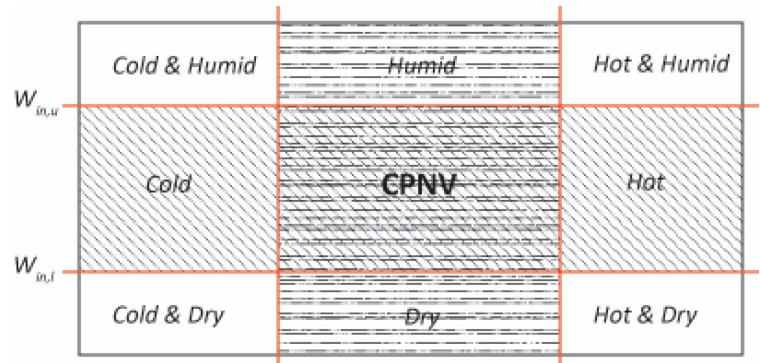 Cold & Humid Humid Hot & Humid
W_in,u
Cold CPNV Hot
W_in,l
Cold & Dry Dry Hot & Dry